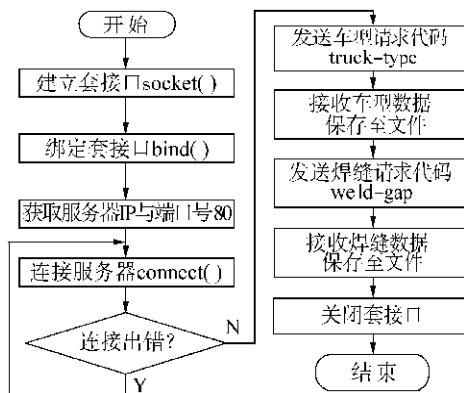 开始
建立套接口socket()
绑定套接口bind()
获取服务器IP与端口号80
连接服务器connect()
连接出错?
N
Y
发送车型请求代码
truck-type
接收车型数据
保存至文件
发送焊缝请求代码
weld-gap
接收焊缝数据
保存至文件
关闭套接口
结束